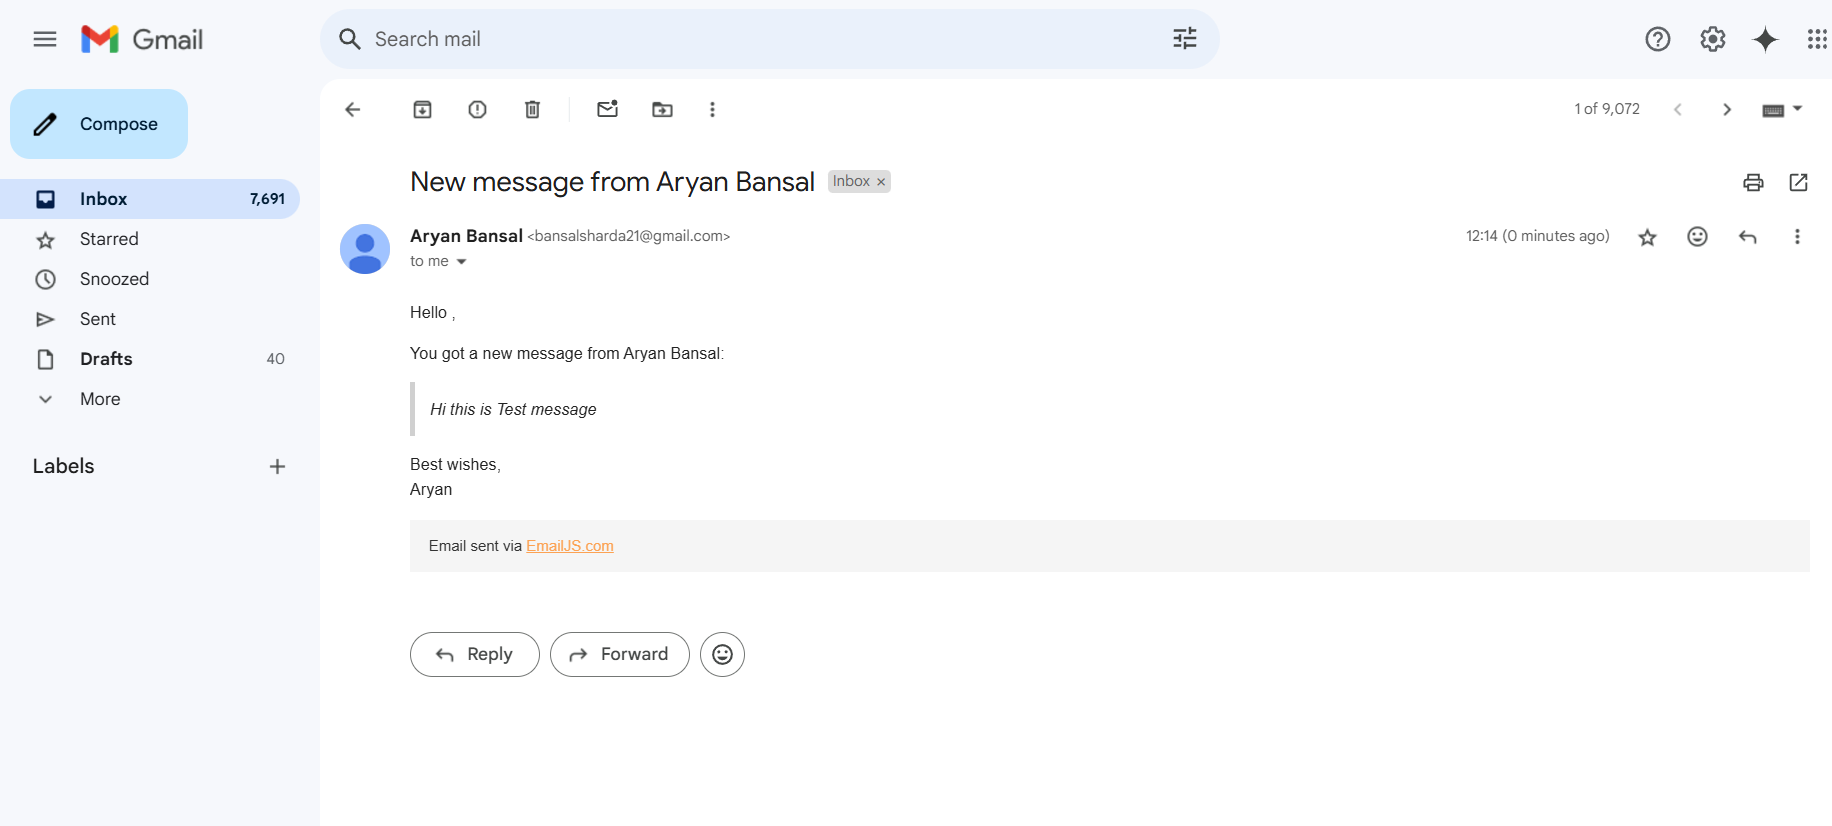 Gmail
Search mail
Compose
1 of 9,072
Inbox 7,691
Starred
Snoozed
Sent
Drafts 40
More
Labels
New message from Aryan Bansal Inbox ×
Aryan Bansal <bansalsharda21@gmail.com> 12:14 (0 minutes ago)
to me
Hello ,
You got a new message from Aryan Bansal:
Hi this is Test message
Best wishes,
Aryan
Email sent via EmailJS.com
Reply Forward